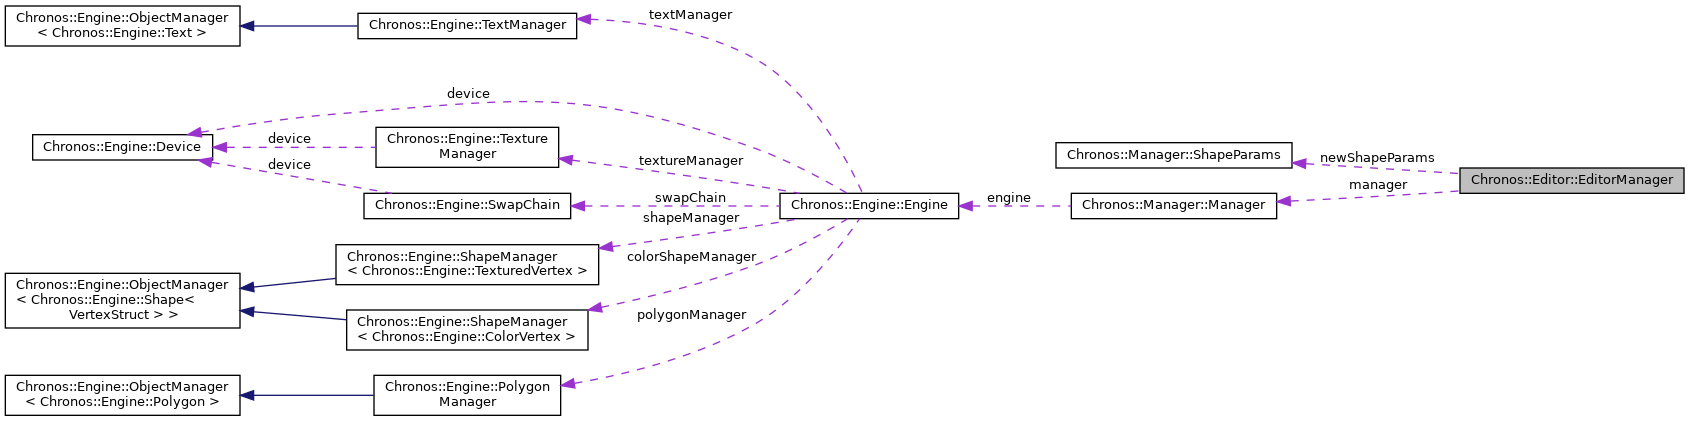 Chronos::Engine::ObjectManager
< Chronos::Engine::Text >
Chronos::Engine::TextManager
textManager
device
Chronos::Engine::Device
device
device
Chronos::Engine::Texture
Manager
textureManager
Chronos::Engine::SwapChain
swapChain
shapeManager
Chronos::Engine::Engine
engine
Chronos::Manager::ShapeParams
Chronos::Manager::Manager
newShapeParams
manager
Chronos::Editor::EditorManager
Chronos::Engine::ShapeManager
< Chronos::Engine::TexturedVertex >
colorShapeManager
Chronos::Engine::ObjectManager
< Chronos::Engine::Shape<
VertexStruct > >
Chronos::Engine::ShapeManager
< Chronos::Engine::ColorVertex >
polygonManager
Chronos::Engine::ObjectManager
< Chronos::Engine::Polygon >
Chronos::Engine::Polygon
Manager